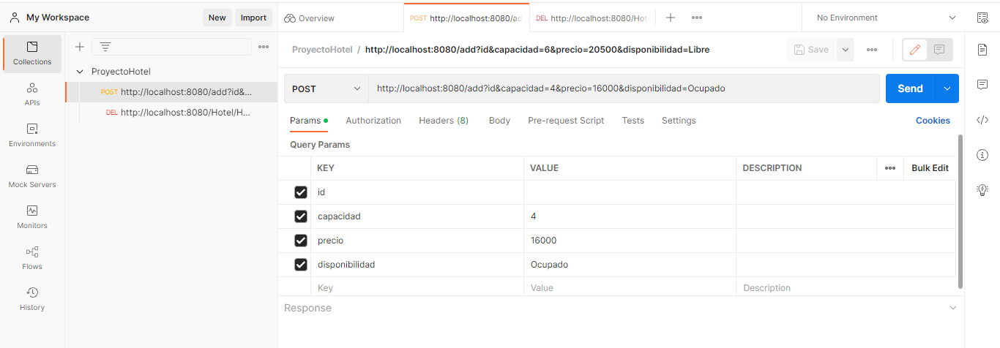 My Workspace
New
Import
Overview
POST http://localhost:8080/ad
DEL http://localhost:8080/Hot
No Environment
Collections
APIs
Environments
Mock Servers
Monitors
Flows
History
ProyectoHotel
POST http://localhost:8080/add?id&...
DEL http://localhost:8080/Hotel/H...
ProyectoHotel / http://localhost:8080/add?id&capacidad=6&precio=20500&disponibilidad=Libre
Save
POST
http://localhost:8080/add?id&capacidad=4&precio=16000&disponibilidad=Ocupado
Send
Params
Authorization
Headers (8)
Body
Pre-request Script
Tests
Settings
Cookies
Query Params
KEY VALUE DESCRIPTION Bulk Edit
id
capacidad 4
precio 16000
disponibilidad Ocupado
Key Value Description
Response